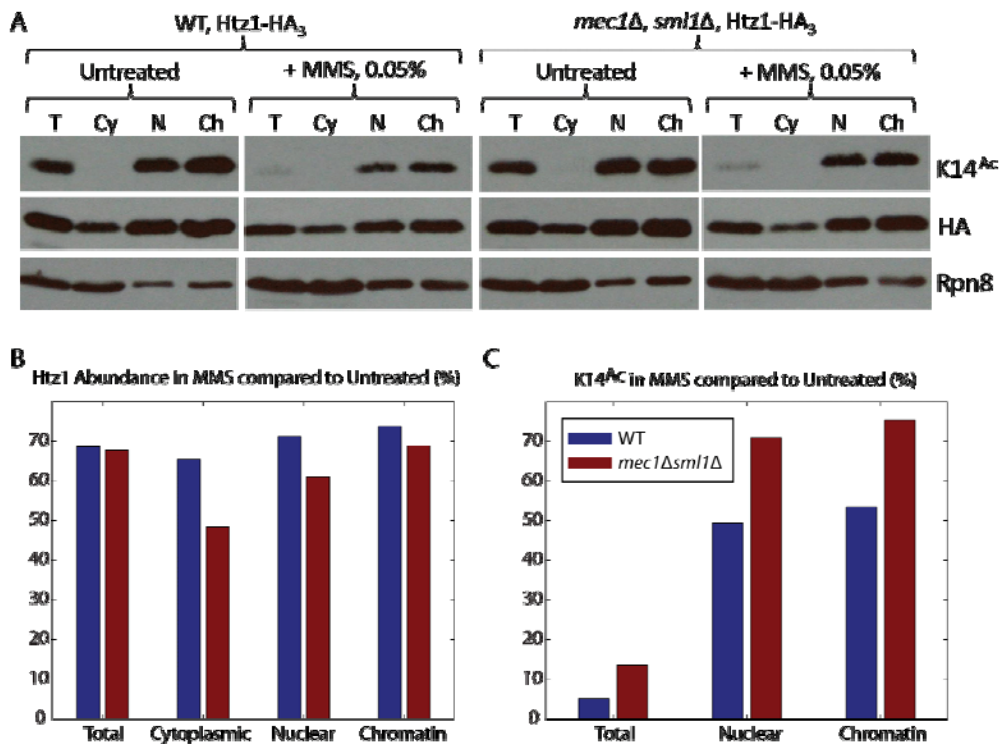 A
WT, Htz1-HA3
mec1Δ, sml1Δ, Htz1-HA3
Untreated
+ MMS, 0.05%
Untreated
+ MMS, 0.05%
T Cy N Ch T Cy N Ch T Cy N Ch T Cy N Ch
K14Ac
HA
Rpn8
B
Htz1 Abundance in MMS compared to Untreated (%)
70
60
50
40
30
20
10
0
Total Cytoplasmic Nuclear Chromatin
C
K14Ac in MMS compared to Untreated (%)
WT
mec1Δsml1Δ
70
60
50
40
30
20
10
0
Total Nuclear Chromatin